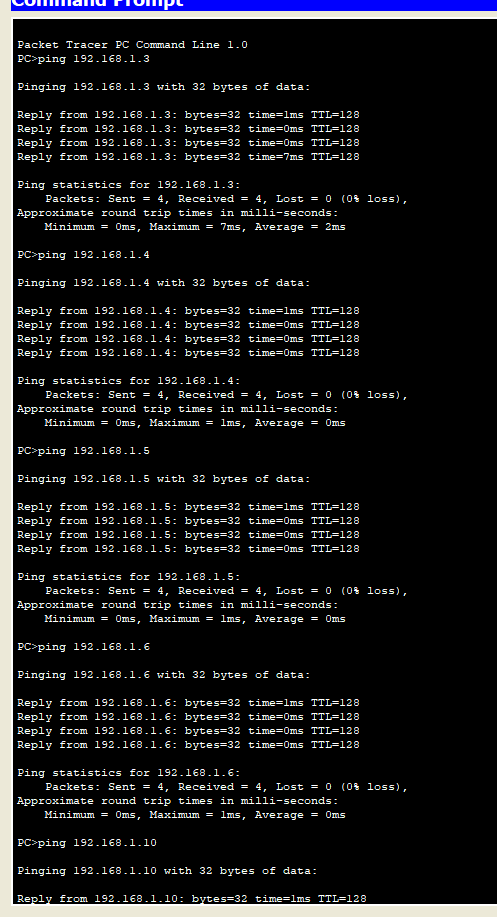 Command Prompt
Packet Tracer PC Command Line 1.0
PC>ping 192.168.1.3
Pinging 192.168.1.3 with 32 bytes of data:
Reply from 192.168.1.3: bytes=32 time=1ms TTL=128
Reply from 192.168.1.3: bytes=32 time=0ms TTL=128
Reply from 192.168.1.3: bytes=32 time=0ms TTL=128
Reply from 192.168.1.3: bytes=32 time=7ms TTL=128
Ping statistics for 192.168.1.3:
Packets: Sent = 4, Received = 4, Lost = 0 (0% loss),
Approximate round trip times in milli-seconds:
Minimum = 0ms, Maximum = 7ms, Average = 2ms
PC>ping 192.168.1.4
Pinging 192.168.1.4 with 32 bytes of data:
Reply from 192.168.1.4: bytes=32 time=1ms TTL=128
Reply from 192.168.1.4: bytes=32 time=0ms TTL=128
Reply from 192.168.1.4: bytes=32 time=0ms TTL=128
Reply from 192.168.1.4: bytes=32 time=0ms TTL=128
Ping statistics for 192.168.1.4:
Packets: Sent = 4, Received = 4, Lost = 0 (0% loss),
Approximate round trip times in milli-seconds:
Minimum = 0ms, Maximum = 1ms, Average = 0ms
PC>ping 192.168.1.5
Pinging 192.168.1.5 with 32 bytes of data:
Reply from 192.168.1.5: bytes=32 time=1ms TTL=128
Reply from 192.168.1.5: bytes=32 time=0ms TTL=128
Reply from 192.168.1.5: bytes=32 time=0ms TTL=128
Reply from 192.168.1.5: bytes=32 time=0ms TTL=128
Ping statistics for 192.168.1.5:
Packets: Sent = 4, Received = 4, Lost = 0 (0% loss),
Approximate round trip times in milli-seconds:
Minimum = 0ms, Maximum = 1ms, Average = 0ms
PC>ping 192.168.1.6
Pinging 192.168.1.6 with 32 bytes of data:
Reply from 192.168.1.6: bytes=32 time=1ms TTL=128
Reply from 192.168.1.6: bytes=32 time=0ms TTL=128
Reply from 192.168.1.6: bytes=32 time=0ms TTL=128
Reply from 192.168.1.6: bytes=32 time=0ms TTL=128
Ping statistics for 192.168.1.6:
Packets: Sent = 4, Received = 4, Lost = 0 (0% loss),
Approximate round trip times in milli-seconds:
Minimum = 0ms, Maximum = 1ms, Average = 0ms
PC>ping 192.168.1.10
Pinging 192.168.1.10 with 32 bytes of data:
Reply from 192.168.1.10: bytes=32 time=1ms TTL=128